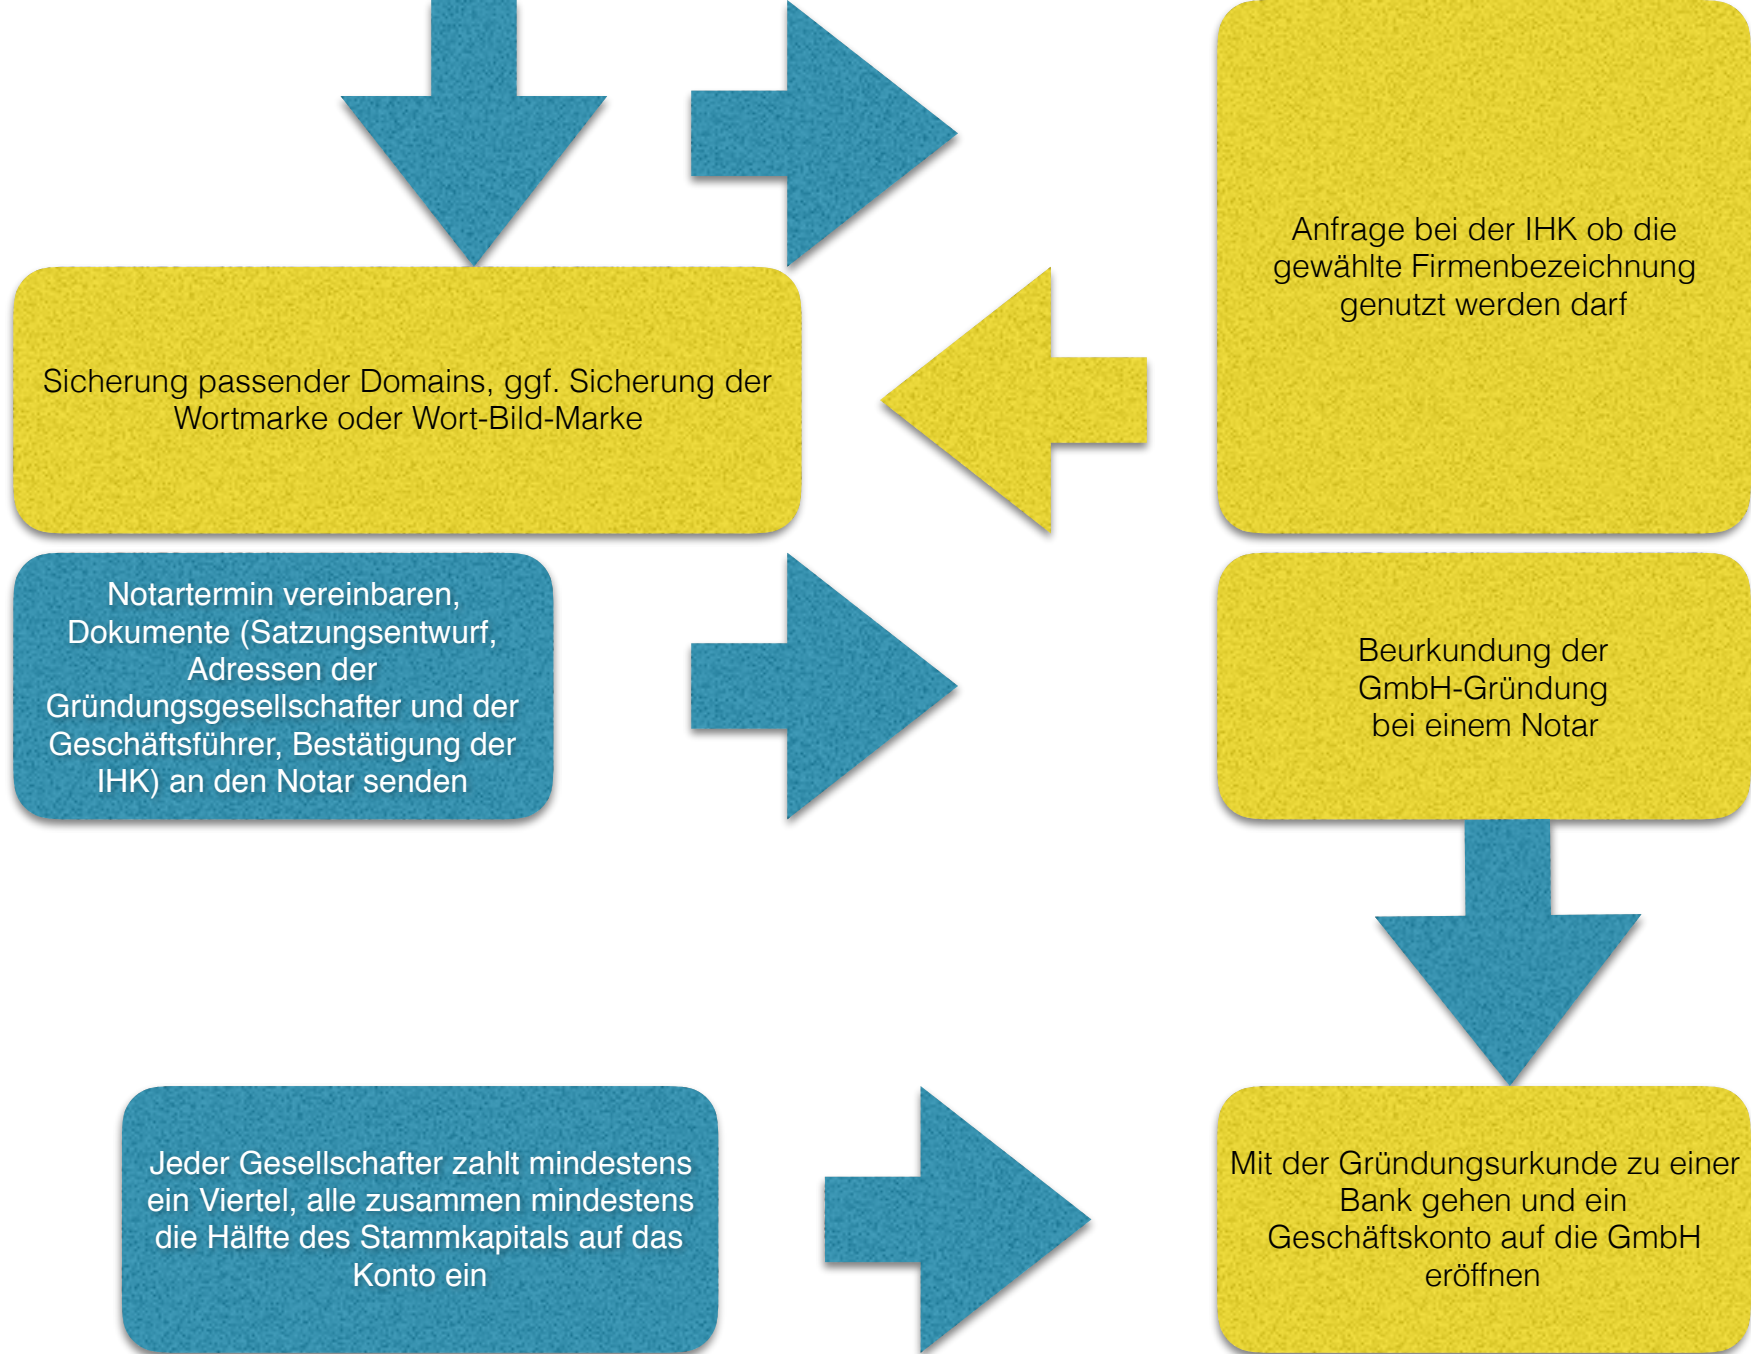 Anfrage bei der IHK ob die
gewählte Firmenbezeichnung
genutzt werden darf
Sicherung passender Domains, ggf. Sicherung der
Wortmarke oder Wort-Bild-Marke
Notartermin vereinbaren,
Dokumente (Satzungsentwurf,
Adressen der
Gründungsgesellschafter und der
Geschäftsführer, Bestätigung der
IHK) an den Notar senden
Beurkundung der
GmbH-Gründung
bei einem Notar
Jeder Gesellschafter zahlt mindestens
ein Viertel, alle zusammen mindestens
die Hälfte des Stammkapitals auf das
Konto ein
Mit der Gründungsurkunde zu einer
Bank gehen und ein
Geschäftskonto auf die GmbH
eröffnen